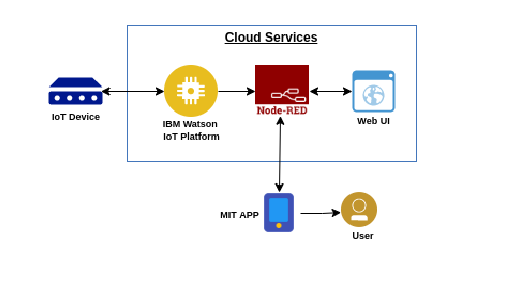 Cloud Services
IoT Device
IBM Watson
IoT Platform
Node-RED
Web UI
MIT APP
User